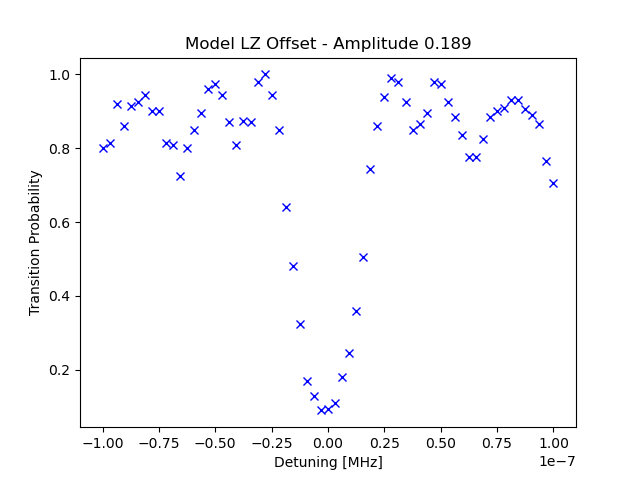 Model LZ Offset - Amplitude 0.189
Transition Probability
1.0
0.8
0.6
0.4
0.2
−1.00 −0.75 −0.50 −0.25 0.00 0.25 0.50 0.75 1.00
1e−7
Detuning [MHz]